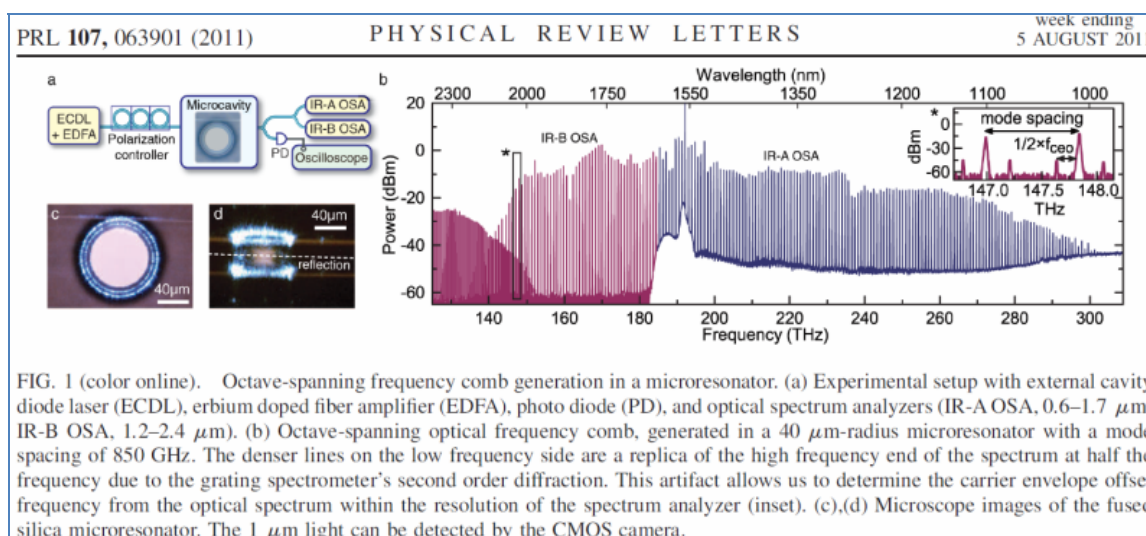 PRL 107, 063901 (2011)
PHYSICAL REVIEW LETTERS
week ending
5 AUGUST 2011
a
ECDL
+ EDFA
Polarization
controller
Microcavity
IR-A OSA
IR-B OSA
PD
Oscilloscope
c
40μm
d
40μm
reflection
b
Wavelength (nm)
2300 2000 1750 1550 1350 1200 1100 1000
Power (dBm)
20
0
-20
-40
-60
*
IR-B OSA
IR-A OSA
*
mode spacing
1/2×fceo
dBm
0
-30
-60
147.0 147.5 148.0
THz
140 160 180 200 220 240 260 280 300
Frequency (THz)
FIG. 1 (color online). Octave-spanning frequency comb generation in a microresonator. (a) Experimental setup with external cavity
diode laser (ECDL), erbium doped fiber amplifier (EDFA), photo diode (PD), and optical spectrum analyzers (IR-A OSA, 0.6–1.7 μm
IR-B OSA, 1.2–2.4 μm). (b) Octave-spanning optical frequency comb, generated in a 40 μm-radius microresonator with a mode
spacing of 850 GHz. The denser lines on the low frequency side are a replica of the high frequency end of the spectrum at half the
frequency due to the grating spectrometer's second order diffraction. This artifact allows us to determine the carrier envelope offse
frequency from the optical spectrum within the resolution of the spectrum analyzer (inset). (c),(d) Microscope images of the fused
silica microresonator. The 1 μm light can be detected by the CMOS camera.